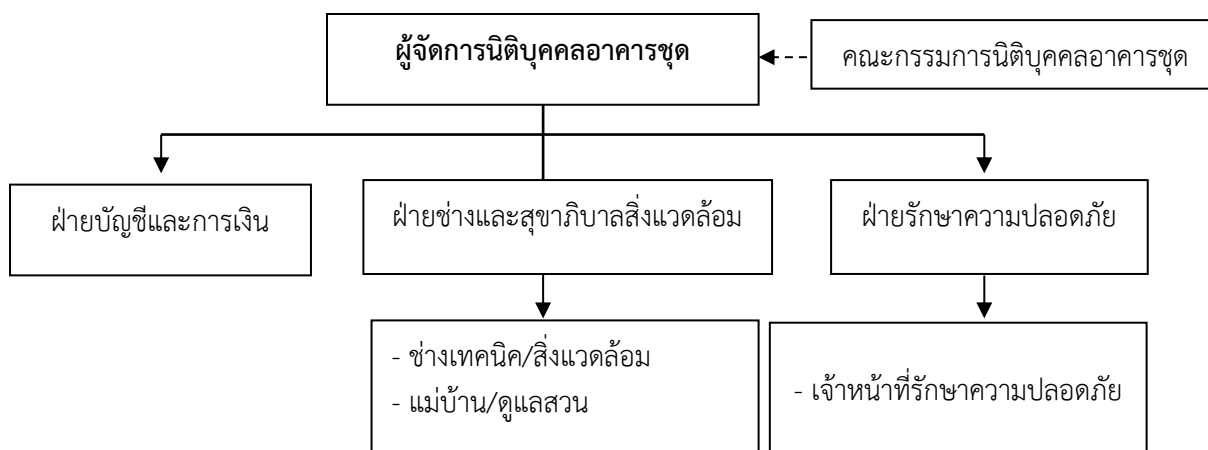 ผู้จัดการนิติบุคคลอาคารชุด
คณะกรรมการนิติบุคคลอาคารชุด
ฝ่ายบัญชีและการเงิน
ฝ่ายช่างและสุขาภิบาลสิ่งแวดล้อม
ฝ่ายรักษาความปลอดภัย
- ช่างเทคนิค/สิ่งแวดล้อม
- แม่บ้าน/ดูแลสวน
- เจ้าหน้าที่รักษาความปลอดภัย